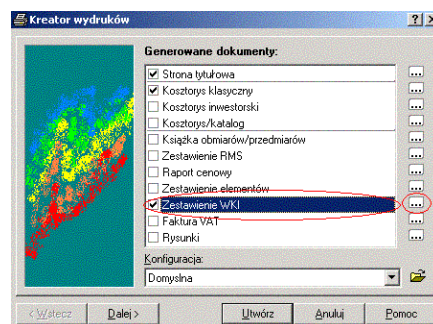 Kreator wydruków
Generowane dokumenty:
Strona tytułowa
Kosztorys klasyczny
Kosztorys inwestorski
Kosztorys/katalog
Książka obmiarów/przedmiarów
Zestawienie RMS
Raport cenowy
Zestawienie elementów
Zestawienie WKI
Faktura VAT
Rysunki
Konfiguracja:
Domyslna
< Wstecz Dalej > Utwórz Anuluj Pomoc